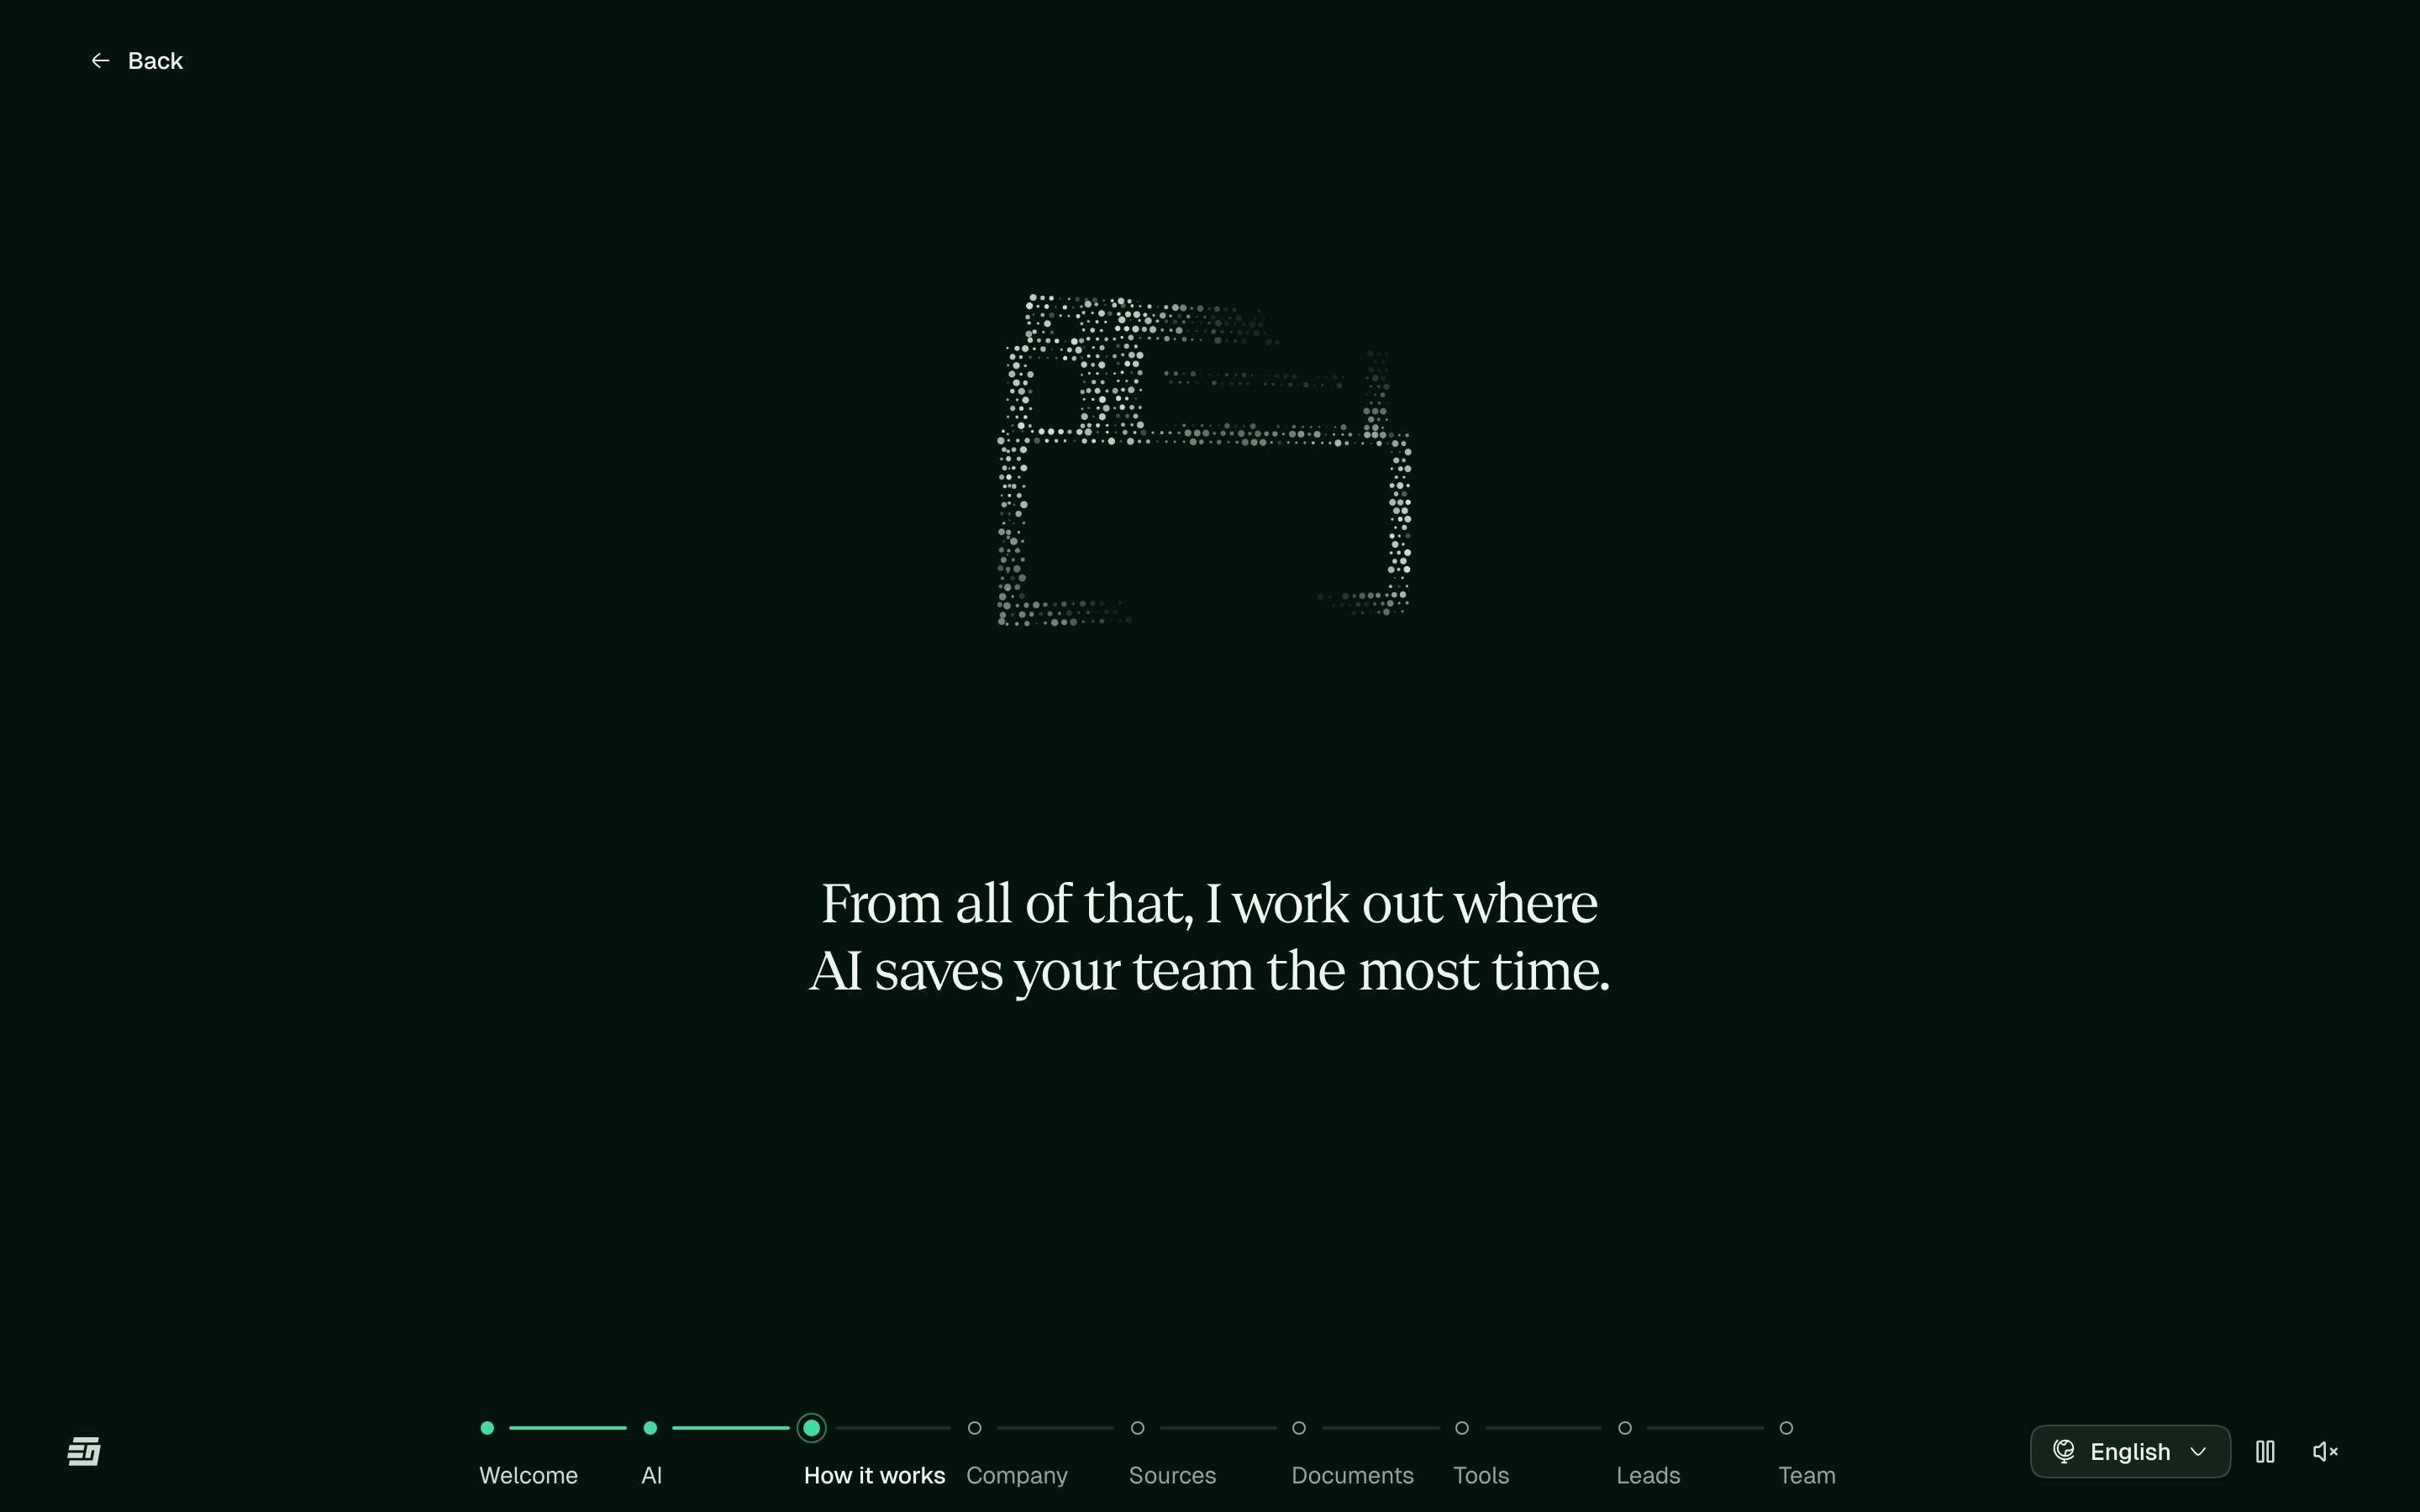 Back
From all of that, I work out where
AI saves your team the most time.
Welcome
AI
How it works
Company
Sources
Documents
Tools
Leads
Team
English